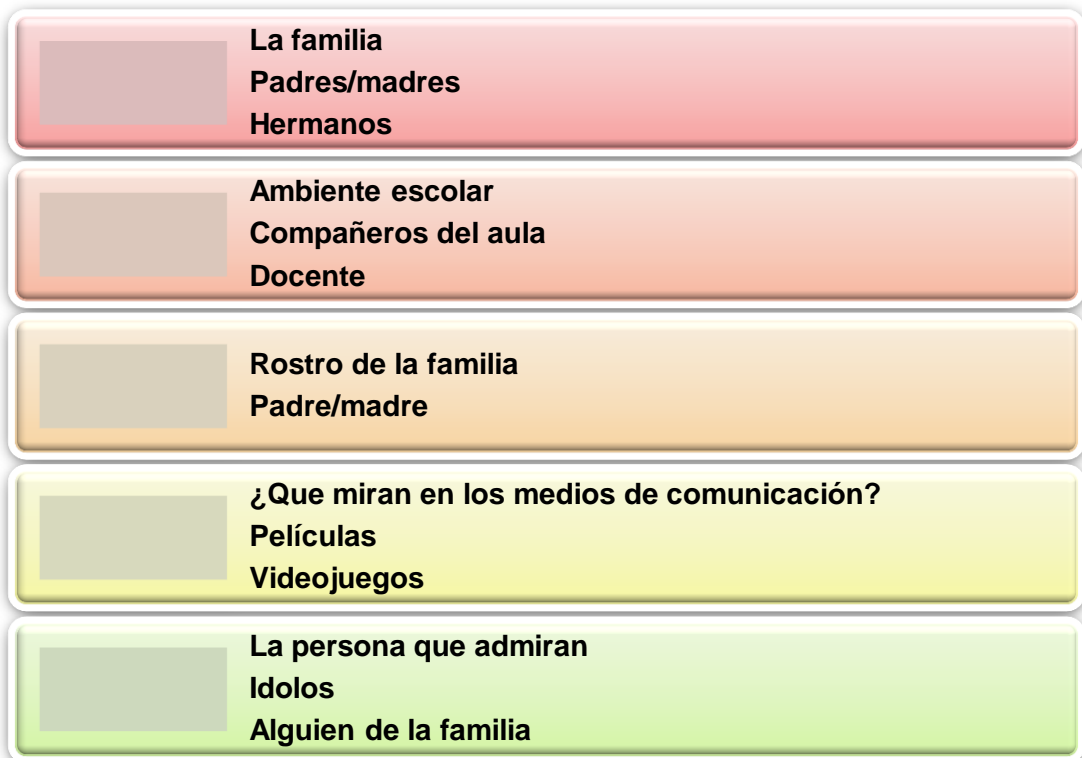 La familia
Padres/madres
Hermanos
Ambiente escolar
Compañeros del aula
Docente
Rostro de la familia
Padre/madre
¿Que miran en los medios de comunicación?
Películas
Videojuegos
La persona que admiran
Idolos
Alguien de la familia